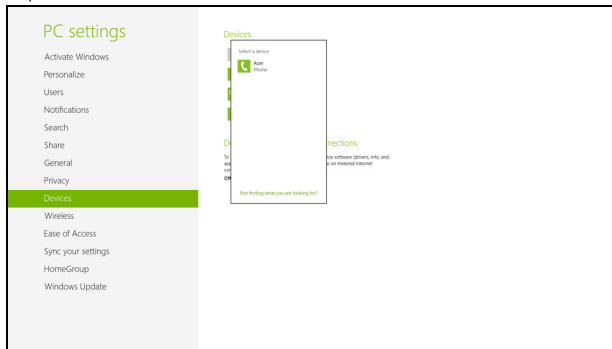 PC settings
Activate Windows
Personalize
Users
Notifications
Search
Share
General
Privacy
Devices
Wireless
Ease of Access
Sync your settings
HomeGroup
Windows Update
Devices
Select a device
Acer
Phone
Not finding what you are looking for?
nections
software (drivers, info, and
on metered Internet
To